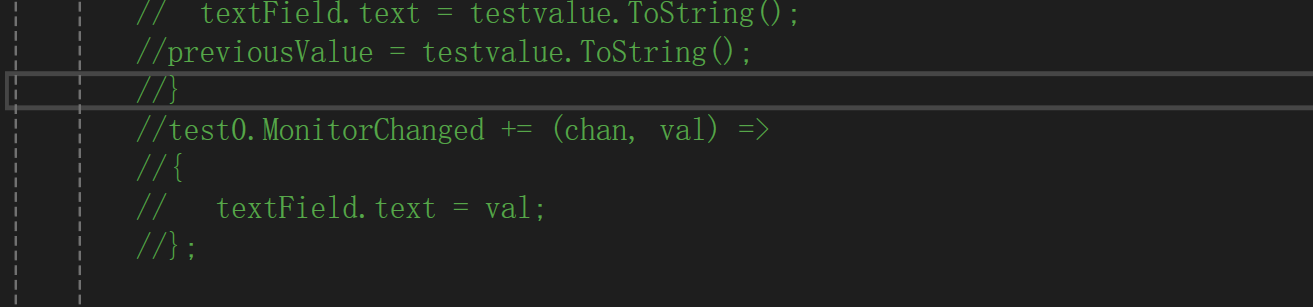 //  textField.text = testvalue.ToString();
//previousValue = testvalue.ToString();
//}
//test0.MonitorChanged += (chan, val) =>
//{
//   textField.text = val;
//};